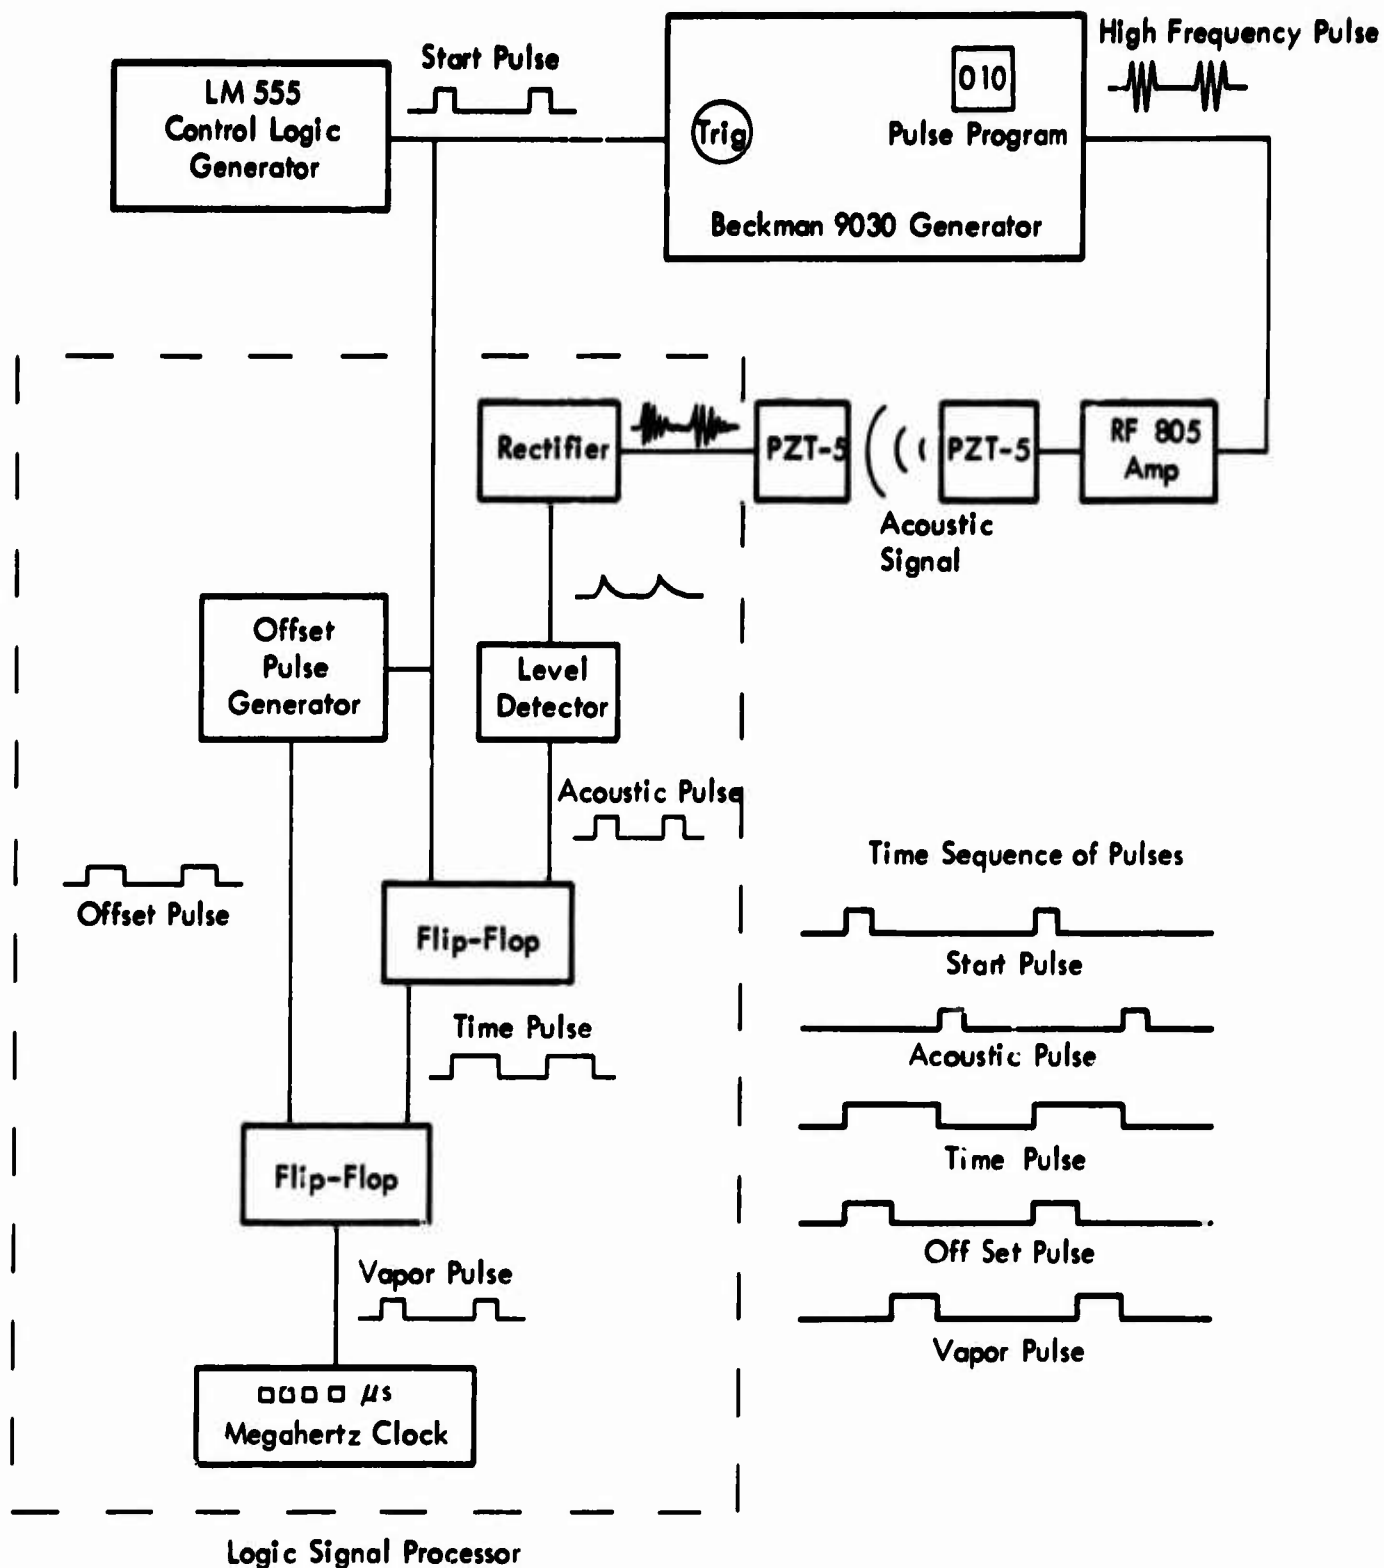 Start Pulse
LM 555
Control Logic
Generator
Trig
010
Pulse Program
Beckman 9030 Generator
High Frequency Pulse
Rectifier
PZT-5
PZT-5
RF 805
Amp
Acoustic
Signal
Offset
Pulse
Generator
Level
Detector
Acoustic Pulse
Offset Pulse
Flip-Flop
Time Pulse
Flip-Flop
Vapor Pulse
μs
Megahertz Clock
Logic Signal Processor
Time Sequence of Pulses
Start Pulse
Acoustic Pulse
Time Pulse
Off Set Pulse
Vapor Pulse